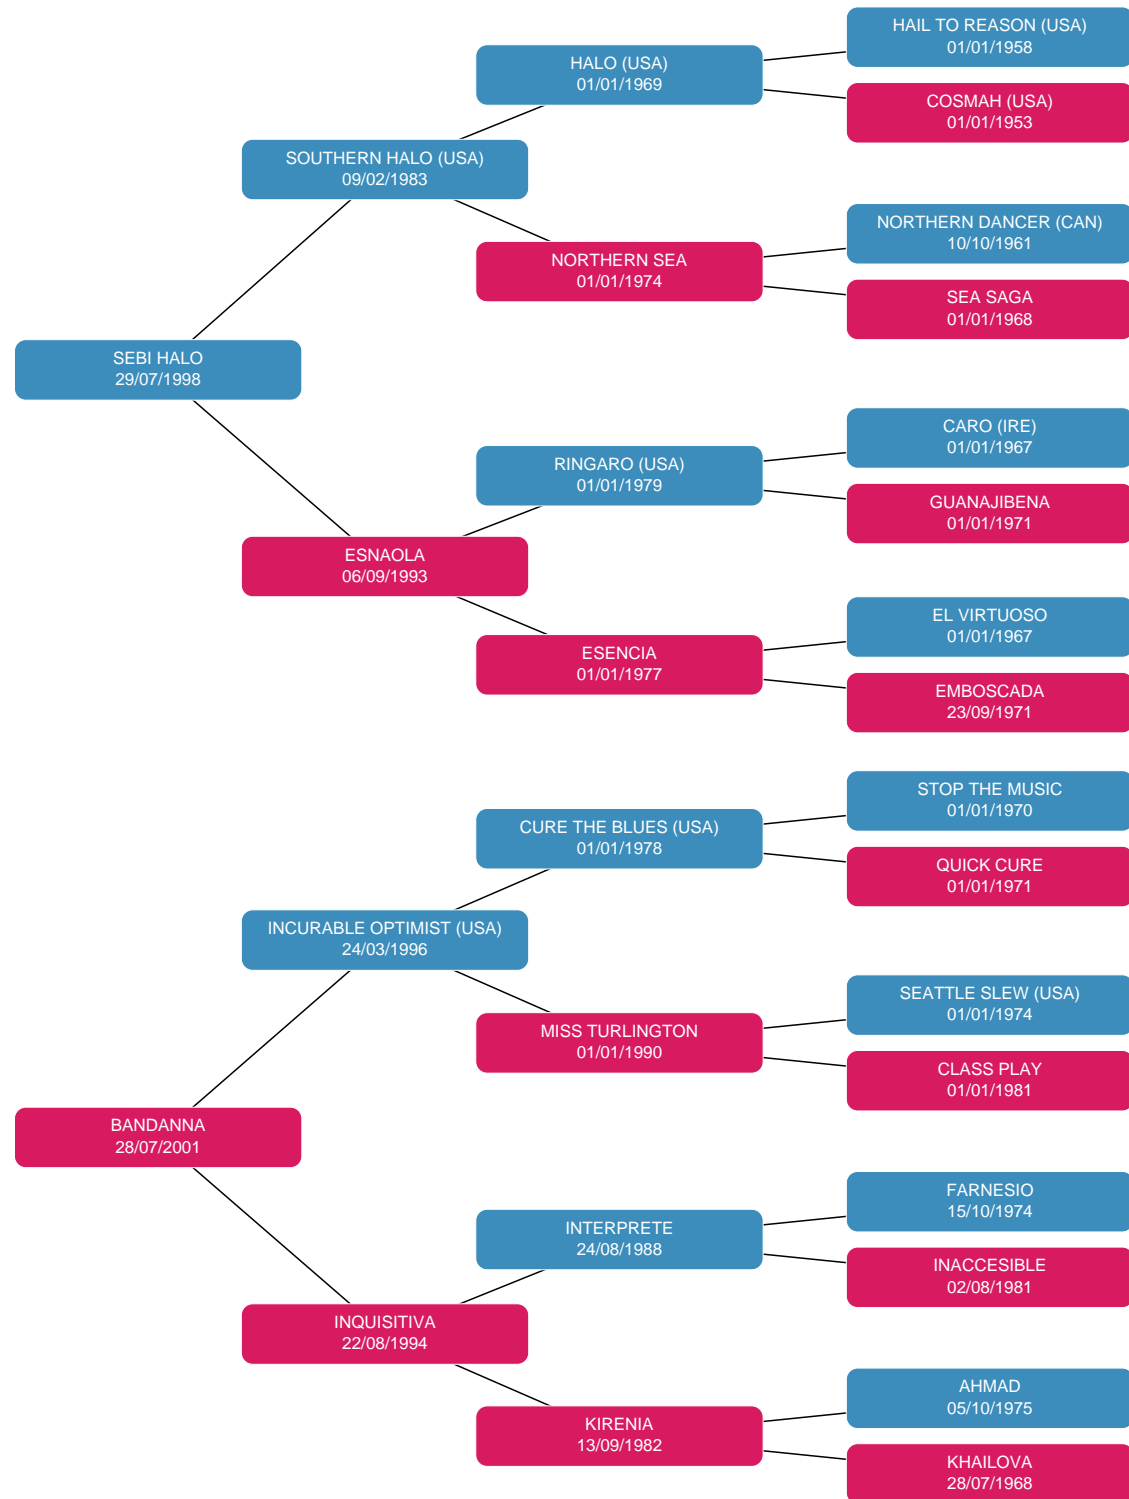 HAIL TO REASON (USA)
01/01/1958
HALO (USA)
01/01/1969
COSMAH (USA)
01/01/1953
SOUTHERN HALO (USA)
09/02/1983
NORTHERN DANCER (CAN)
10/10/1961
NORTHERN SEA
01/01/1974
SEA SAGA
01/01/1968
SEBI HALO
29/07/1998
CARO (IRE)
01/01/1967
RINGARO (USA)
01/01/1979
GUANAJIBENA
01/01/1971
ESNAOLA
06/09/1993
EL VIRTUOSO
01/01/1967
ESENCIA
01/01/1977
EMBOSCADA
23/09/1971
STOP THE MUSIC
01/01/1970
CURE THE BLUES (USA)
01/01/1978
QUICK CURE
01/01/1971
INCURABLE OPTIMIST (USA)
24/03/1996
SEATTLE SLEW (USA)
01/01/1974
MISS TURLINGTON
01/01/1990
CLASS PLAY
01/01/1981
BANDANNA
28/07/2001
FARNESIO
15/10/1974
INTERPRETE
24/08/1988
INACCESIBLE
02/08/1981
INQUISITIVA
22/08/1994
AHMAD
05/10/1975
KIRENIA
13/09/1982
KHAILOVA
28/07/1968